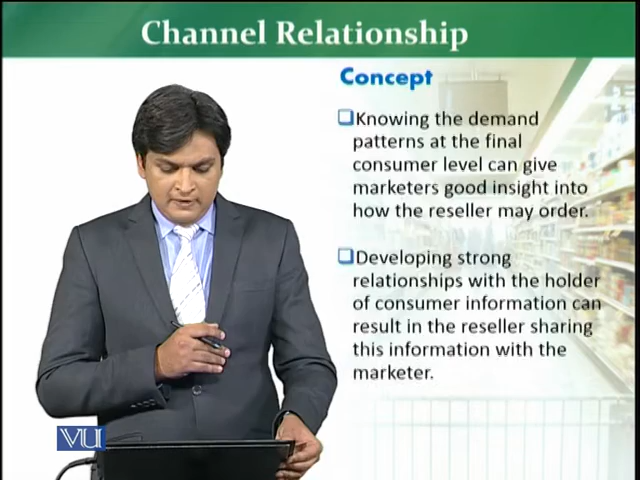 Channel Relationship
Concept
Knowing the demand
patterns at the final
consumer level can give
marketers good insight into
how the reseller may order.
Developing strong
relationships with the holder
of consumer information can
result in the reseller sharing
this information with the
marketer.
VU